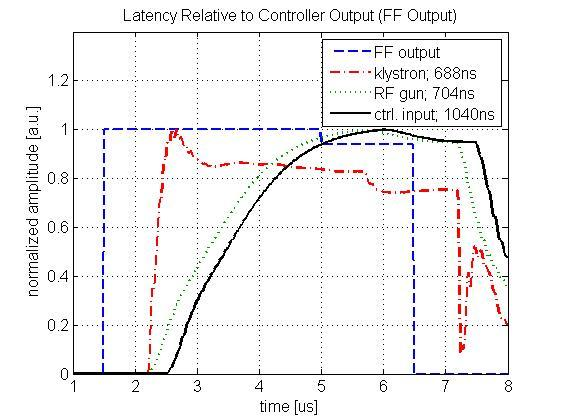 Latency Relative to Controller Output (FF Output)
FF output
klystron; 688ns
RF gun; 704ns
ctrl. input; 1040ns
normalized amplitude [a.u.]
1.2
1
0.8
0.6
0.4
0.2
0
1 2 3 4 5 6 7 8
time [us]